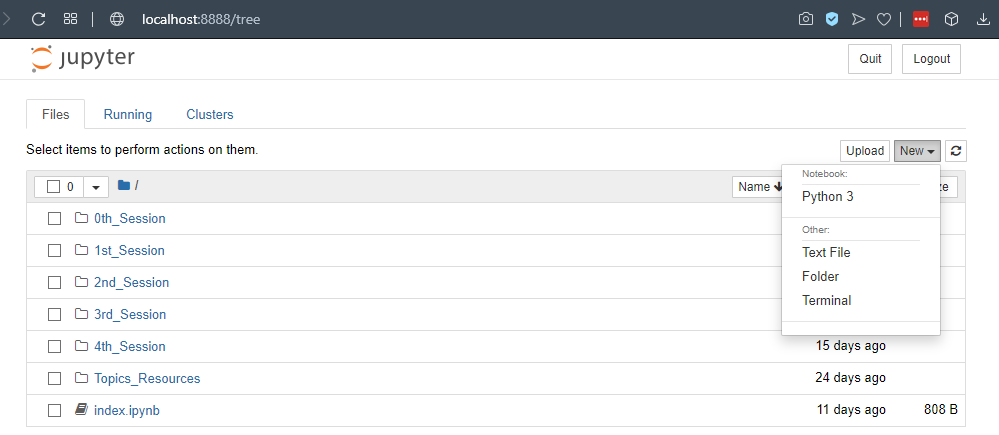 localhost:8888/tree
jupyter
Quit
Logout
Files
Running
Clusters
Select items to perform actions on them.
Upload
New
0
/
Name
ze
Notebook:
Python 3
Other:
Text File
Folder
Terminal
0th_Session
1st_Session
2nd_Session
3rd_Session
4th_Session 15 days ago
Topics_Resources 24 days ago
index.ipynb 11 days ago 808 B